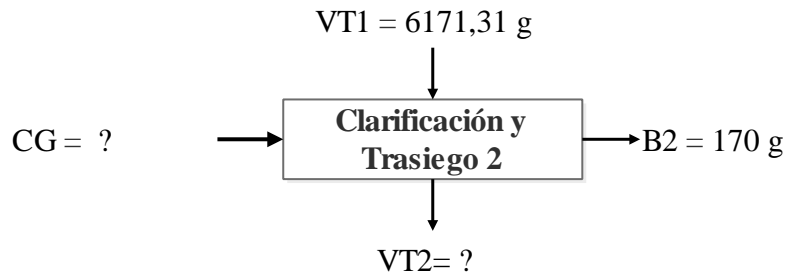 VT1 = 6171,31 g
CG = ?
Clarificación y
Trasiego 2
B2 = 170 g
VT2= ?